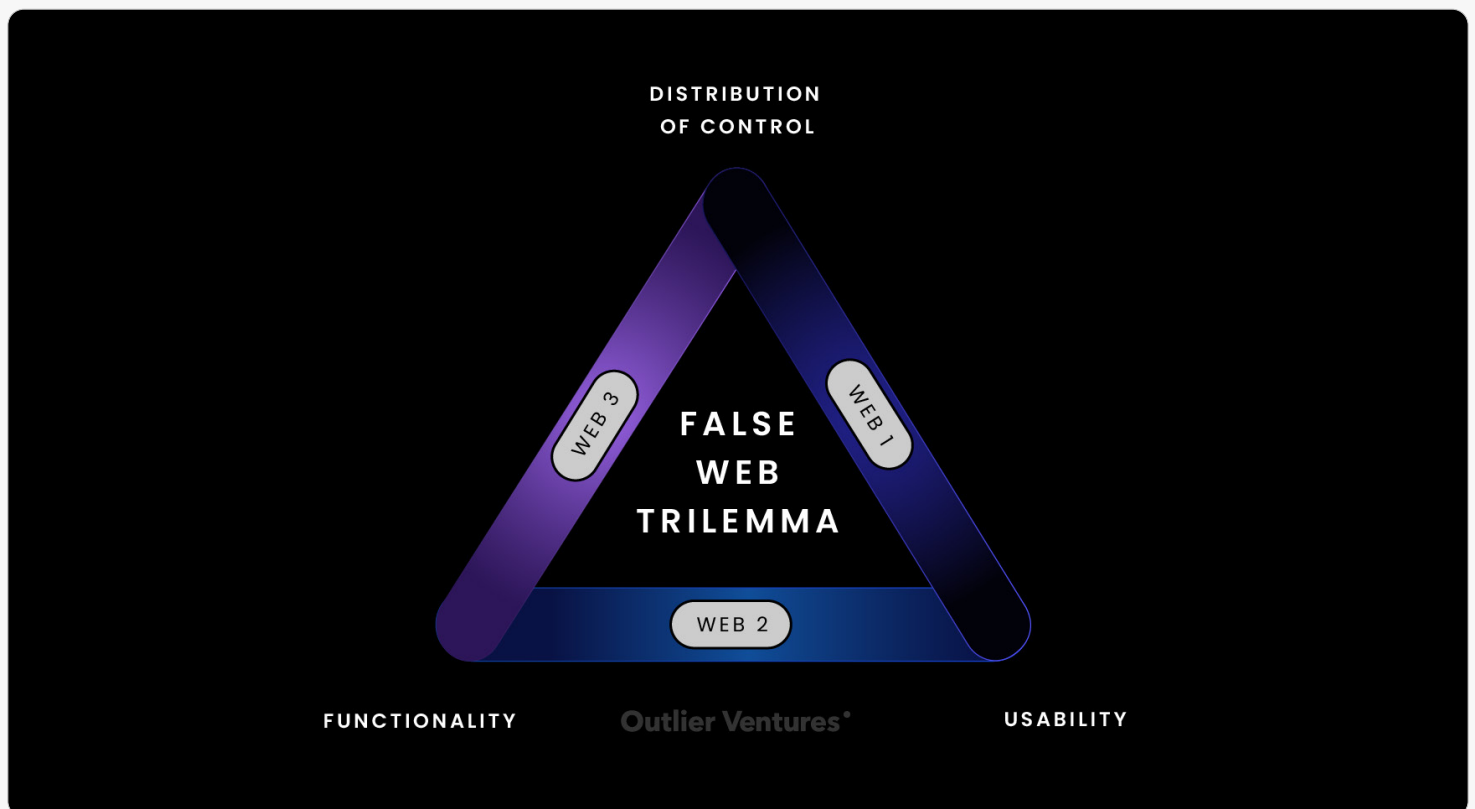 DISTRIBUTION
OF CONTROL
WEB 3
WEB 1
FALSE
WEB
TRILEMMA
WEB 2
FUNCTIONALITY
Outlier Ventures
USABILITY